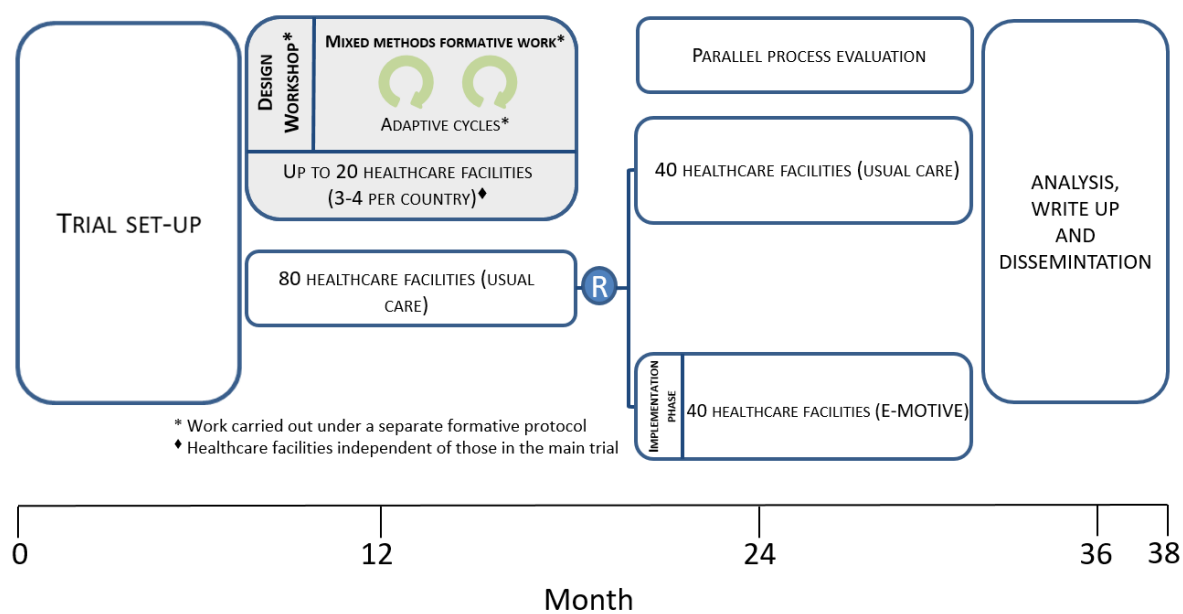 TRIAL SET-UP
DESIGN
WORKSHOP*
MIXED METHODS FORMATIVE WORK*
ADAPTIVE CYCLES*
UP TO 20 HEALTHCARE FACILITIES
(3-4 PER COUNTRY)♦
80 HEALTHCARE FACILITIES (USUAL
CARE)
R
PARALLEL PROCESS EVALUATION
40 HEALTHCARE FACILITIES (USUAL CARE)
IMPLEMENTATION
PHASE
40 HEALTHCARE FACILITIES (E-MOTIVE)
ANALYSIS,
WRITE UP
AND
DISSEMINTATION
* Work carried out under a separate formative protocol
♦ Healthcare facilities independent of those in the main trial
0
12
24
36
38
Month